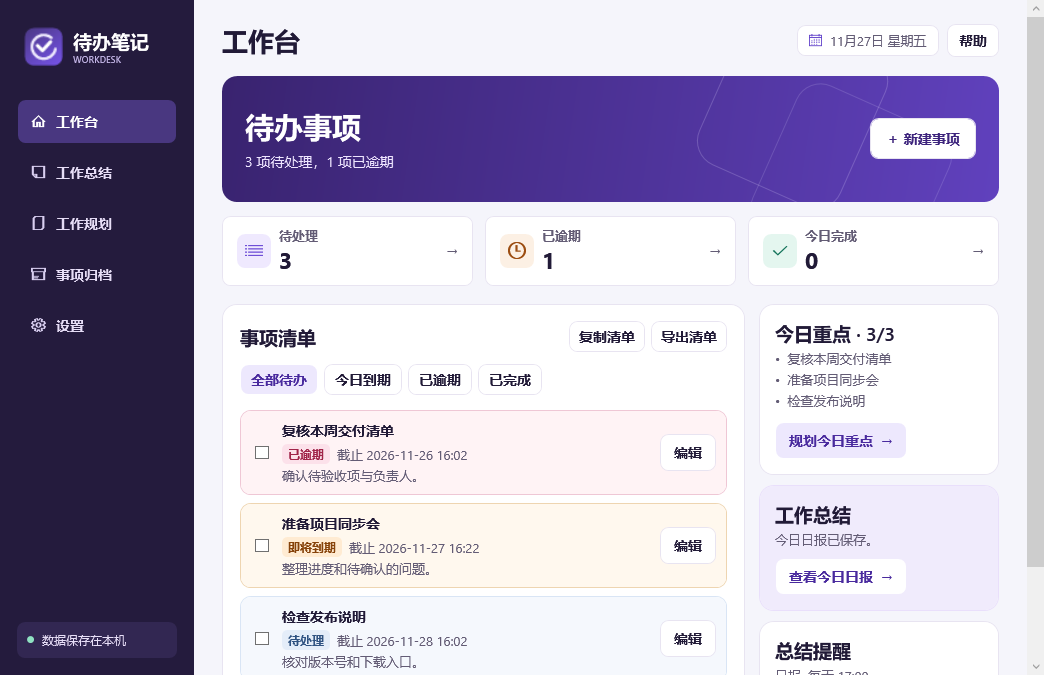 待办笔记
WORKDESK
工作台
工作总结
工作规划
事项归档
设置
数据保存在本机
工作台
11月27日 星期五
帮助
待办事项
3 项待处理，1 项已逾期
+ 新建事项
待处理
3
→
已逾期
1
→
今日完成
0
→
事项清单
复制清单
导出清单
全部待办
今日到期
已逾期
已完成
复核本周交付清单
已逾期 截止 2026-11-26 16:02
确认待验收项与负责人。
编辑
准备项目同步会
即将到期 截止 2026-11-27 16:22
整理进度和待确认的问题。
编辑
检查发布说明
待处理 截止 2026-11-28 16:02
核对版本号和下载入口。
编辑
今日重点 · 3/3
• 复核本周交付清单
• 准备项目同步会
• 检查发布说明
规划今日重点 →
工作总结
今日日报已保存。
查看今日日报 →
总结提醒